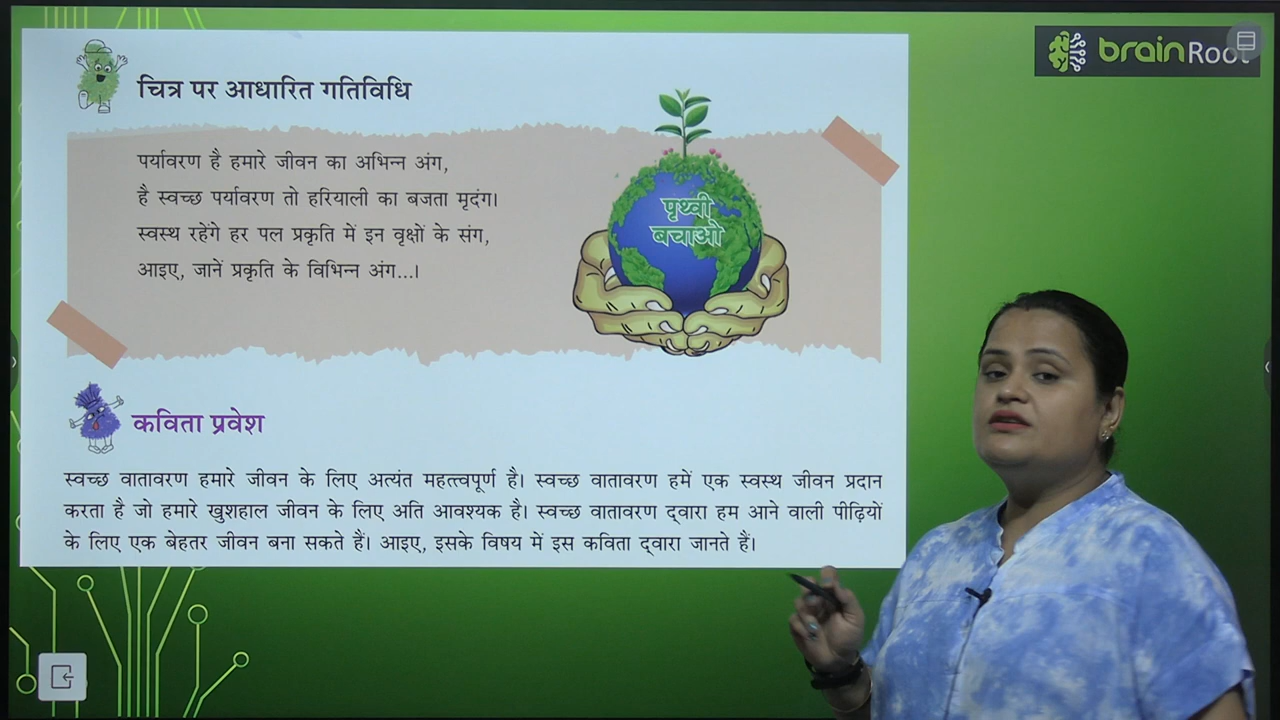 brainRoot
चित्र पर आधारित गतिविधि
पर्यावरण है हमारे जीवन का अभिन्न अंग,
है स्वच्छ पर्यावरण तो हरियाली का बजता मृदंग।
स्वस्थ रहेंगे हर पल प्रकृति में इन वृक्षों के संग,
आइए, जानें प्रकृति के विभिन्न अंग...।
पृथ्वी
बचाओ
कविता प्रवेश
स्वच्छ वातावरण हमारे जीवन के लिए अत्यंत महत्त्वपूर्ण है। स्वच्छ वातावरण हमें एक स्वस्थ जीवन प्रदान
करता है जो हमारे खुशहाल जीवन के लिए अति आवश्यक है। स्वच्छ वातावरण द्वारा हम आने वाली पीढ़ियों
के लिए एक बेहतर जीवन बना सकते हैं। आइए, इसके विषय में इस कविता द्वारा जानते हैं।